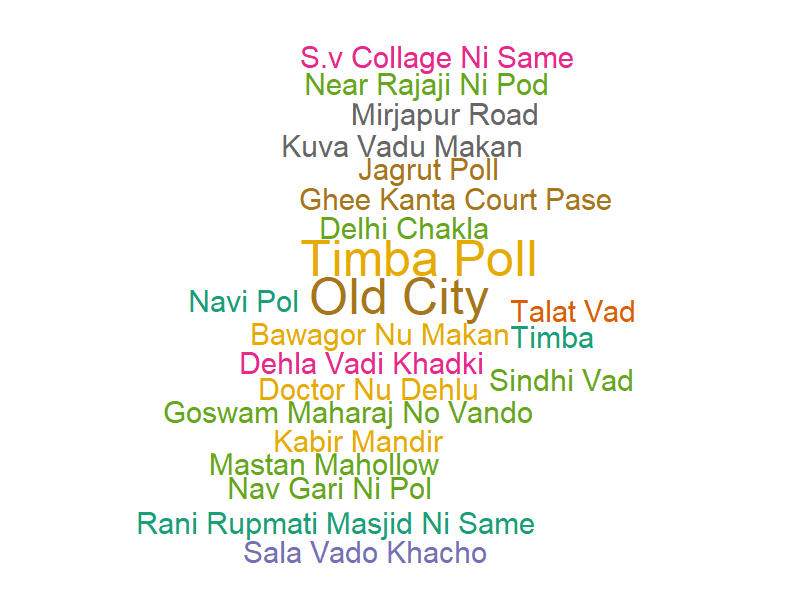 S.v Collage Ni Same
Near Rajaji Ni Pod
Mirjapur Road
Kuva Vadu Makan
Jagrut Poll
Ghee Kanta Court Pase
Delhi Chakla
Timba Poll
Old City
Navi Pol
Talat Vad
Bawagor Nu Makan
Timba
Dehla Vadi Khadki
Sindhi Vad
Doctor Nu Dehlu
Goswam Maharaj No Vando
Kabir Mandir
Mastan Mahollow
Nav Gari Ni Pol
Rani Rupmati Masjid Ni Same
Sala Vado Khacho